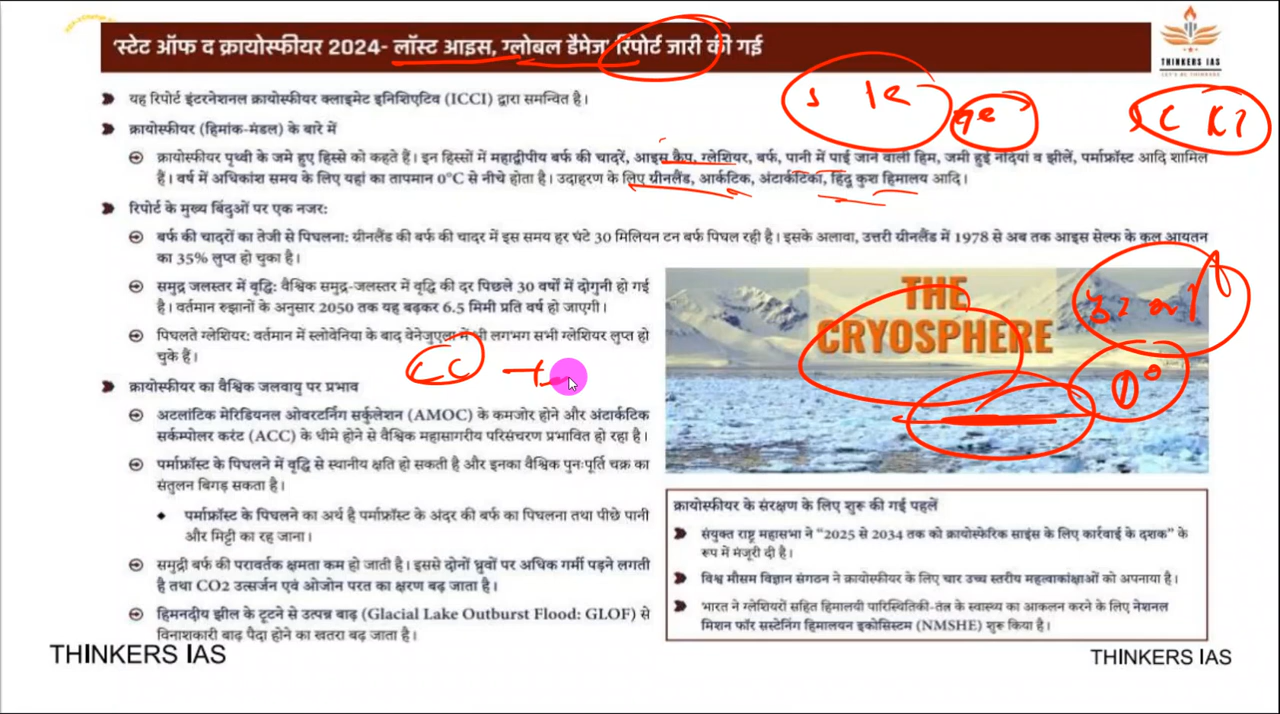 'स्टेट ऑफ द क्रायोस्फीयर 2024- लॉस्ट आइस, ग्लोबल डैमेज' रिपोर्ट जारी की गई
THINKERS IAS
LET'S BE THINKERS
यह रिपोर्ट इंटरनेशनल क्रायोस्फीयर क्लाइमेट इनिशिएटिव (ICCI) द्वारा समन्वित है।
क्रायोस्फीयर (हिमांक-मंडल) के बारे में
क्रायोस्फीयर पृथ्वी के जमे हुए हिस्से को कहते हैं। इन हिस्सों में महाद्वीपीय बर्फ की चादरें, आइस कैप, ग्लेशियर, बर्फ, पानी में पाई जाने वाली हिम, जमी हुई नदियां व झीलें, पर्माफ्रॉस्ट आदि शामिल
हैं। वर्ष में अधिकांश समय के लिए यहां का तापमान 0°C से नीचे होता है। उदाहरण के लिए ग्रीनलैंड, आर्कटिक, अंटार्कटिका, हिंदू कुश हिमालय आदि।
रिपोर्ट के मुख्य बिंदुओं पर एक नजर:
बर्फ की चादरों का तेजी से पिघलना: ग्रीनलैंड की बर्फ की चादर में इस समय हर घंटे 30 मिलियन टन बर्फ पिघल रही है। इसके अलावा, उत्तरी ग्रीनलैंड में 1978 से अब तक आइस सेल्फ के कुल आयतन
का 35% लुप्त हो चुका है।
समुद्र जलस्तर में वृद्धि: वैश्विक समुद्र-जलस्तर में वृद्धि की दर पिछले 30 वर्षों में दोगुनी हो गई
है। वर्तमान रुझानों के अनुसार 2050 तक यह बढ़कर 6.5 मिमी प्रति वर्ष हो जाएगी।
पिघलते ग्लेशियर: वर्तमान में स्लोवेनिया के बाद वेनेजुएला में भी लगभग सभी ग्लेशियर लुप्त हो
चुके हैं।
THE
CRYOSPHERE
CC
0°
क्रायोस्फीयर का वैश्विक जलवायु पर प्रभाव
अटलांटिक मेरिडियनल ओवरटर्निंग सर्कुलेशन (AMOC) के कमजोर होने और अंटार्कटिक
सर्कम्पोलर करंट (ACC) के धीमे होने से वैश्विक महासागरीय परिसंचरण प्रभावित हो रहा है।
पर्माफ्रॉस्ट के पिघलने में वृद्धि से स्थानीय क्षति हो सकती है और इनका वैश्विक पुनःपूर्ति चक्र का
संतुलन बिगड़ सकता है।
पर्माफ्रॉस्ट के पिघलने का अर्थ है पर्माफ्रॉस्ट के अंदर की बर्फ का पिघलना तथा पीछे पानी
और मिट्टी का रह जाना।
समुद्री बर्फ की परावर्तक क्षमता कम हो जाती है। इससे दोनों ध्रुवों पर अधिक गर्मी पड़ने लगती
है तथा CO2 उत्सर्जन एवं ओजोन परत का क्षरण बढ़ जाता है।
हिमनदीय झील के टूटने से उत्पन्न बाढ़ (Glacial Lake Outburst Flood: GLOF) से
विनाशकारी बाढ़ पैदा होने का खतरा बढ़ जाता है।
क्रायोस्फीयर के संरक्षण के लिए शुरू की गई पहलें
संयुक्त राष्ट्र महासभा ने "2025 से 2034 तक को क्रायोस्फेरिक साइंस के लिए कार्रवाई के दशक" के
रूप में मंजूरी दी है।
विश्व मौसम विज्ञान संगठन ने क्रायोस्फीयर के लिए चार उच्च स्तरीय महत्वाकांक्षाओं को अपनाया है।
भारत ने ग्लेशियरों सहित हिमालयी पारिस्थितिकी-तंत्र के स्वास्थ्य का आकलन करने के लिए नेशनल
मिशन फॉर सस्टेनिंग हिमालयन इकोसिस्टम (NMSHE) शुरू किया है।
THINKERS IAS
THINKERS IAS